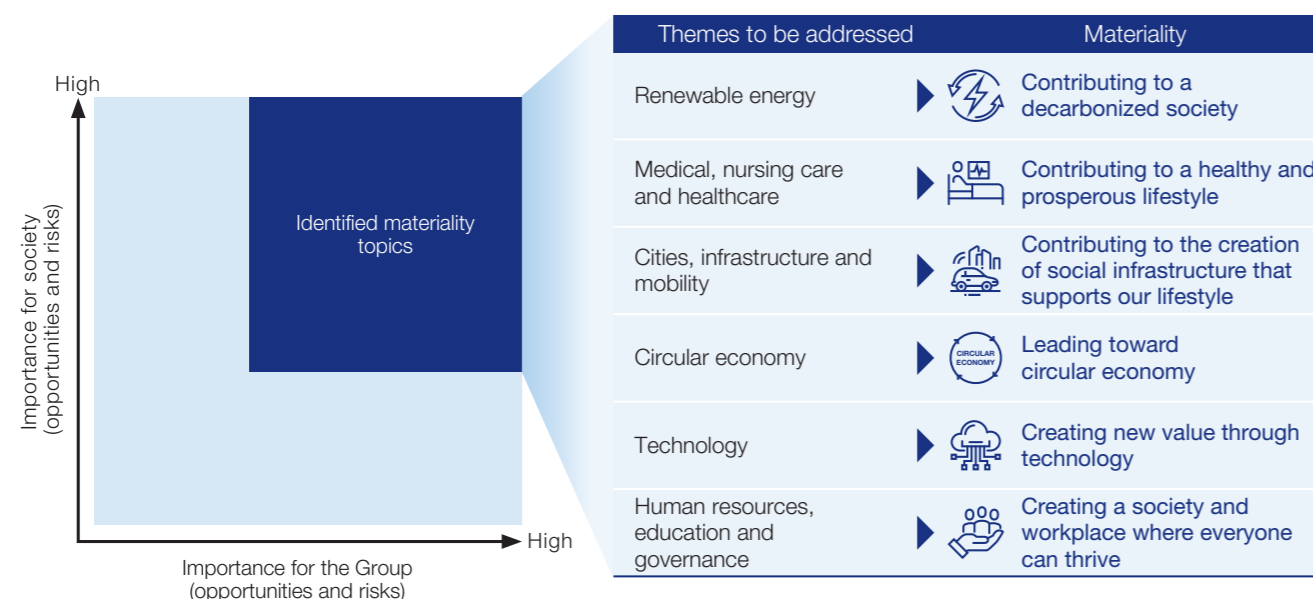 High
Importance for society
(opportunities and risks)
Identified materiality
topics
High
Importance for the Group
(opportunities and risks)
Themes to be addressed
Materiality
Renewable energy
Contributing to a
decarbonized society
Medical, nursing care
and healthcare
Contributing to a healthy and
prosperous lifestyle
Cities, infrastructure and
mobility
Contributing to the creation
of social infrastructure that
supports our lifestyle
Circular economy
CIRCULAR
ECONOMY
Leading toward
circular economy
Technology
Creating new value through
technology
Human resources,
education and
governance
Creating a society and
workplace where everyone
can thrive